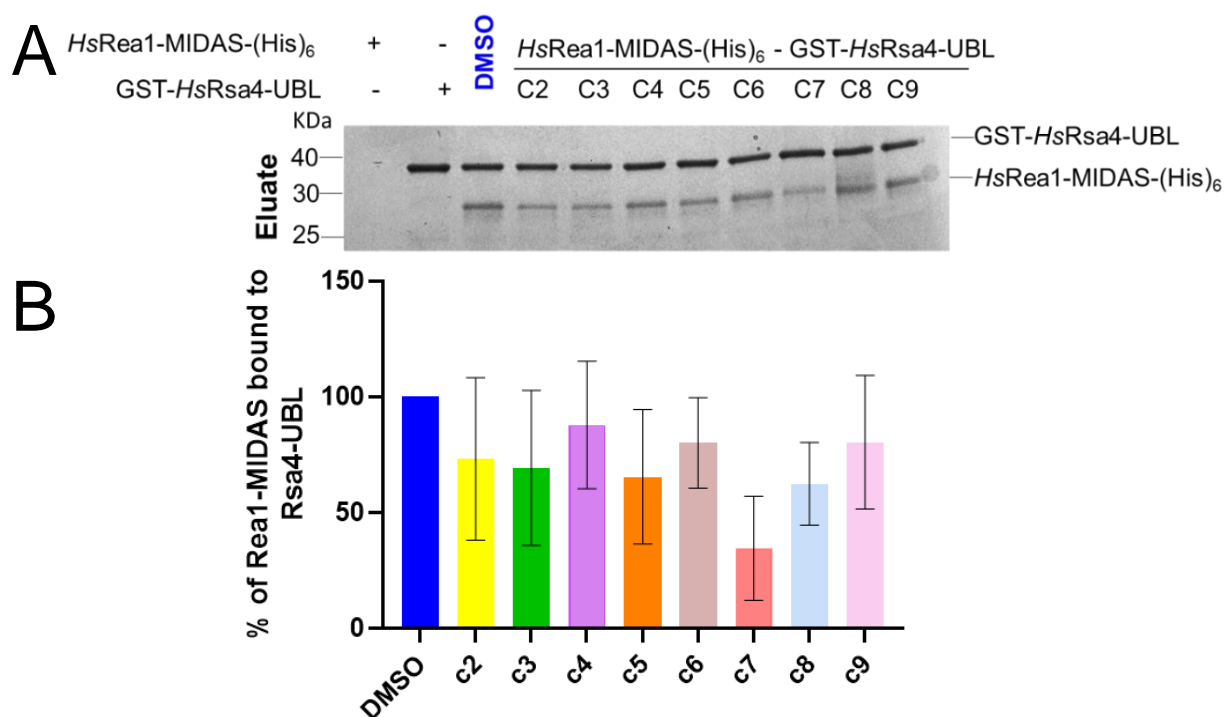 A
HsRea1-MIDAS-(His)6 + - DMSO HsRea1-MIDAS-(His)6 - GST-HsRsa4-UBL
GST-HsRsa4-UBL - + C2 C3 C4 C5 C6 C7 C8 C9
KDa
40
30
25
Eluate
GST-HsRsa4-UBL
HsRea1-MIDAS-(His)6
B
% of Rea1-MIDAS bound to
Rsa4-UBL
150
100
50
0
DMSO c2 c3 c4 c5 c6 c7 c8 c9